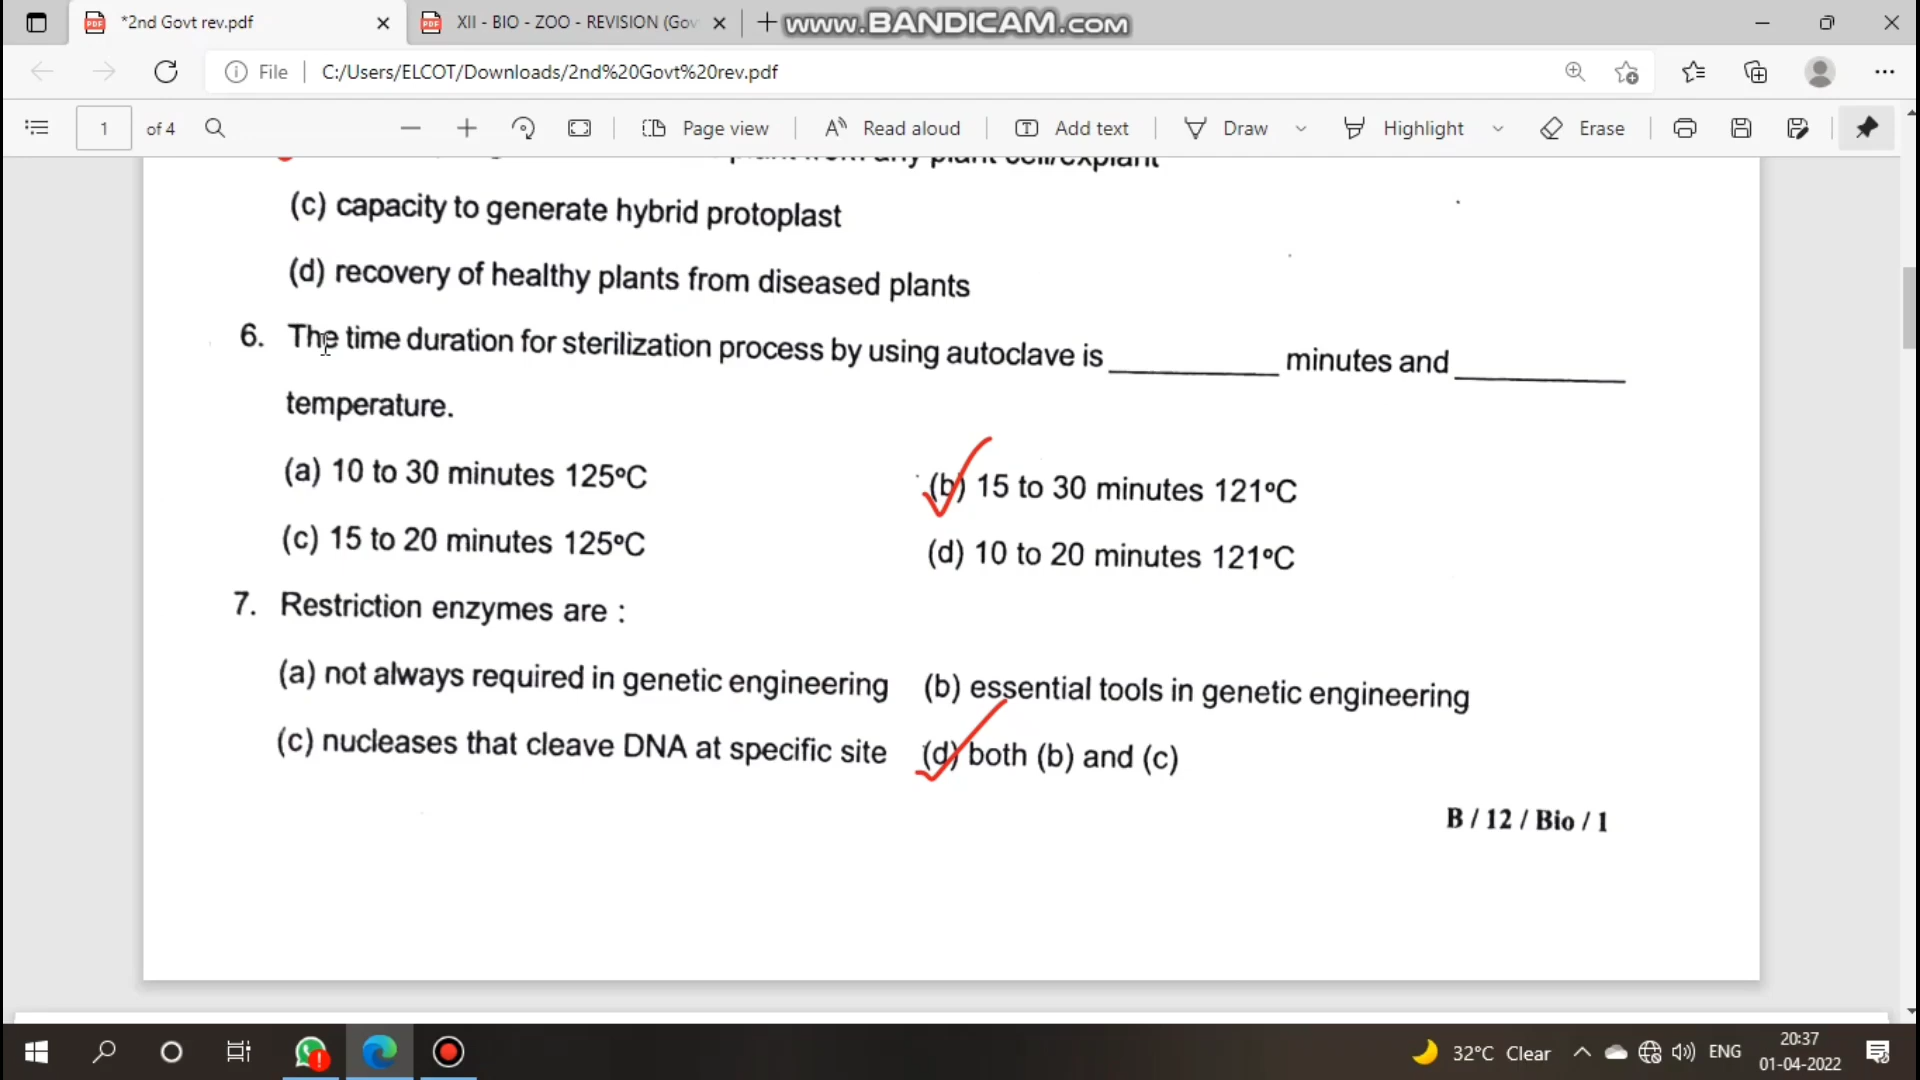 *2nd Govt rev.pdf
XII - BIO - ZOO - REVISION (Gov
www.BANDICAM.com
File
C:/Users/ELCOT/Downloads/2nd%20Govt%20rev.pdf
1 of 4
Page view
Read aloud
Add text
Draw
Highlight
Erase
plant from any plant cell/explant
(c) capacity to generate hybrid protoplast
(d) recovery of healthy plants from diseased plants
6. The time duration for sterilization process by using autoclave is __________ minutes and __________
temperature.
(a) 10 to 30 minutes 125°C (b) 15 to 30 minutes 121°C
(c) 15 to 20 minutes 125°C (d) 10 to 20 minutes 121°C
7. Restriction enzymes are :
(a) not always required in genetic engineering (b) essential tools in genetic engineering
(c) nucleases that cleave DNA at specific site (d) both (b) and (c)
B / 12 / Bio / 1
32°C Clear
ENG
20:37
01-04-2022